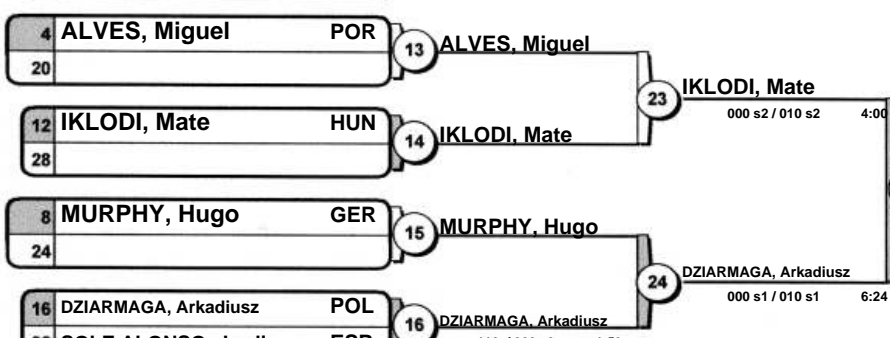 4 ALVES, Miguel POR
20
13 ALVES, Miguel
12 IKLODI, Mate HUN
28
14 IKLODI, Mate
23 IKLODI, Mate
000 s2 / 010 s2 4:00
8 MURPHY, Hugo GER
24
15 MURPHY, Hugo
16 DZIARMAGA, Arkadiusz POL
16 DZIARMAGA, Arkadiusz
24 DZIARMAGA, Arkadiusz
000 s1 / 010 s1 6:24